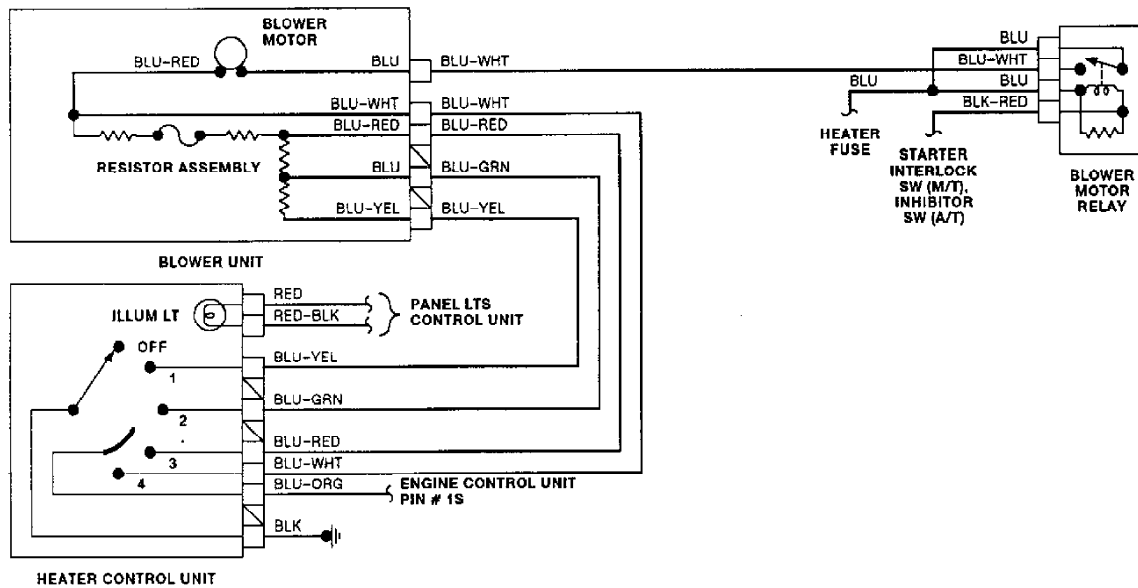 BLOWER
MOTOR
BLU-RED
BLU
BLU-WHT
BLU
BLU-WHT
BLU
BLU
BLK-RED
BLU-WHT
BLU-WHT
BLU-RED
BLU-RED
RESISTOR ASSEMBLY
BLU
BLU-GRN
BLU-YEL
BLU-YEL
HEATER
FUSE
STARTER
INTERLOCK
SW (M/T),
INHIBITOR
SW (A/T)
BLOWER
MOTOR
RELAY
BLOWER UNIT
ILLUM LT
RED
RED-BLK
PANEL LTS
CONTROL UNIT
OFF
BLU-YEL
1
BLU-GRN
2
BLU-RED
3
BLU-WHT
4
BLU-ORG
ENGINE CONTROL UNIT
PIN # 1S
BLK
HEATER CONTROL UNIT